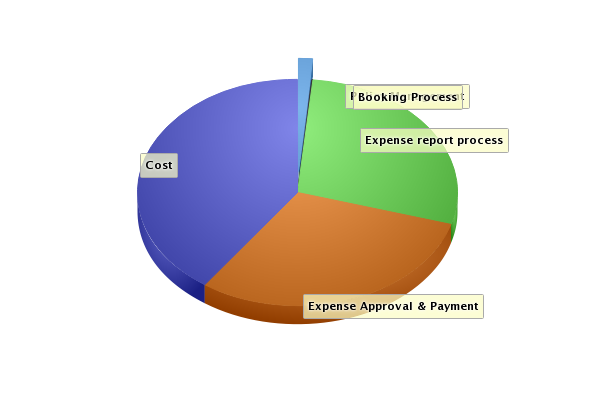 Booking Process
Expense report process
Cost
Expense Approval & Payment